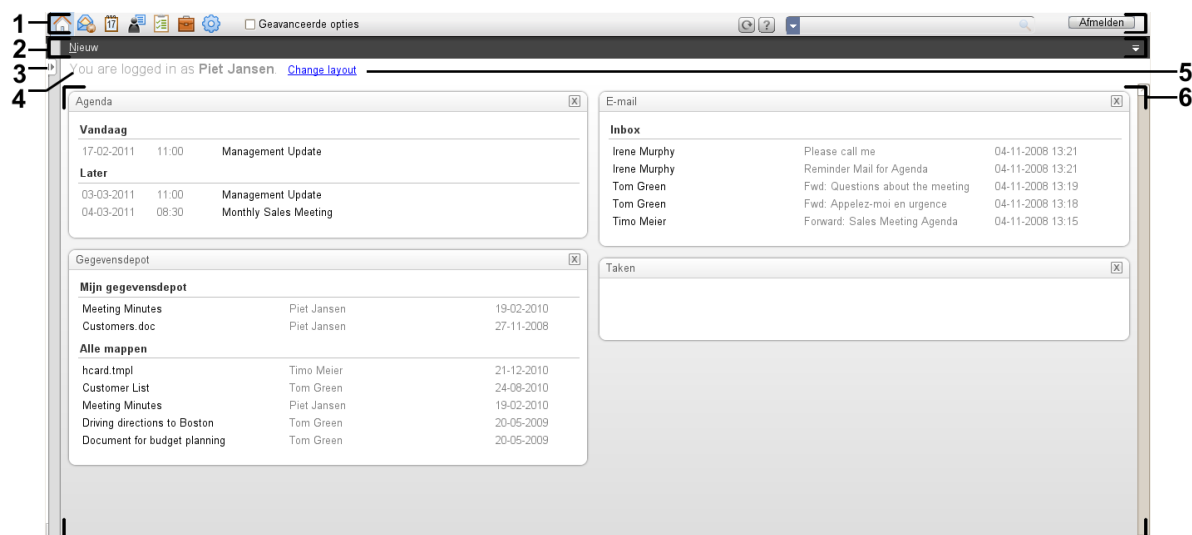 1
17
Geavanceerde opties
?
Afmelden
2
Nieuw
3
4
You are logged in as Piet Jansen. Change layout
5
6
Agenda X
Vandaag
17-02-2011 11:00 Management Update
Later
03-03-2011 11:00 Management Update
04-03-2011 08:30 Monthly Sales Meeting
E-mail X
Inbox
Irene Murphy Please call me 04-11-2008 13:21
Irene Murphy Reminder Mail for Agenda 04-11-2008 13:21
Tom Green Fwd: Questions about the meeting 04-11-2008 13:19
Tom Green Fwd: Appelez-moi en urgence 04-11-2008 13:18
Timo Meier Forward: Sales Meeting Agenda 04-11-2008 13:15
Gegevensdepot X
Mijn gegevensdepot
Meeting Minutes Piet Jansen 19-02-2010
Customers.doc Piet Jansen 27-11-2008
Alle mappen
hcard.tmpl Timo Meier 21-12-2010
Customer List Tom Green 24-08-2010
Meeting Minutes Piet Jansen 19-02-2010
Driving directions to Boston Tom Green 20-05-2009
Document for budget planning Tom Green 20-05-2009
Taken X